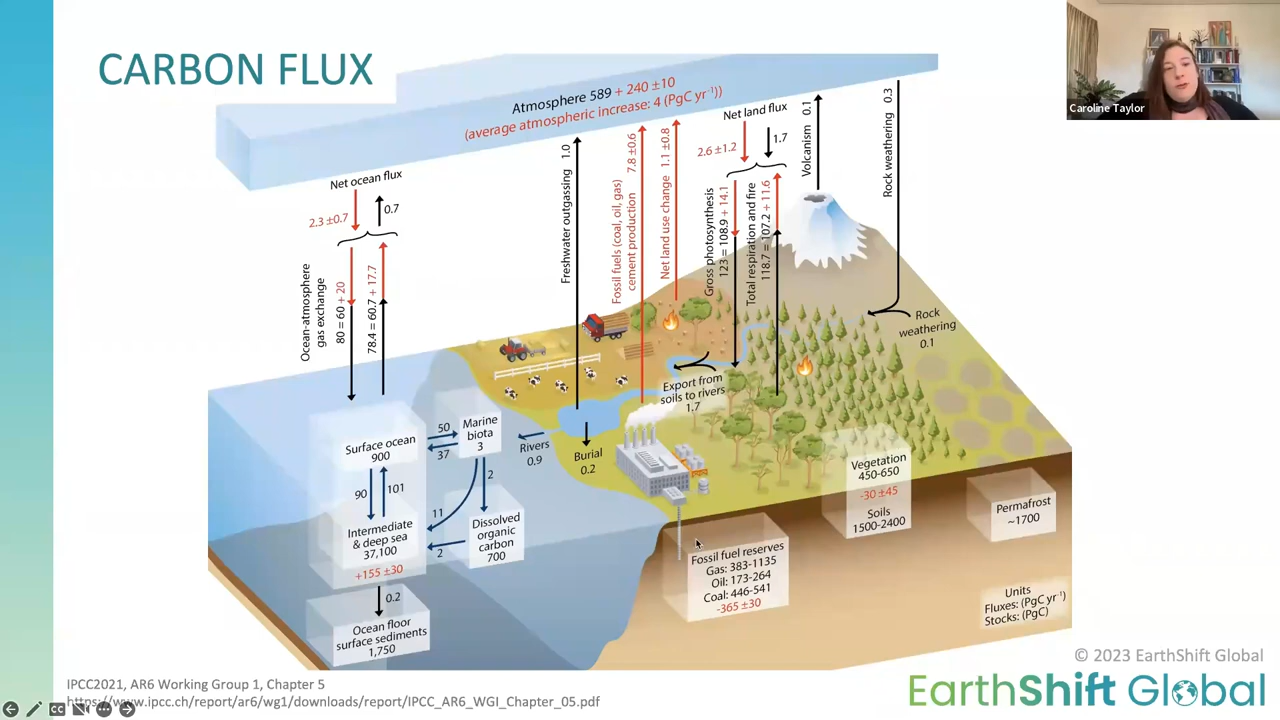 CARBON FLUX
Caroline Taylor
Atmosphere 589 + 240 ±10
(average atmospheric increase: 4 (PgC yr⁻¹))
Net ocean flux
2.3 ±0.7
0.7
Ocean-atmosphere
gas exchange
80 = 60 + 20
78.4 = 60.7 + 17.7
Freshwater outgassing 1.0
Fossil fuels (coal, oil, gas)
cement production 7.8 ±0.6
Net land use change 1.1 ±0.8
Net land flux
2.6 ±1.2
1.7
Gross photosynthesis
123 = 108.9 + 14.1
Total respiration and fire
118.7 = 107.2 + 11.6
Volcanism 0.1
Rock weathering 0.3
Rock
weathering
0.1
Export from
soils to rivers
1.7
Rivers
0.9
Burial
0.2
Surface ocean
900
50
37
Marine
biota
3
90
101
11
2
2
Intermediate
& deep sea
37,100
+155 ±30
Dissolved
organic
carbon
700
0.2
Ocean floor
surface sediments
1,750
Fossil fuel reserves
Gas: 383-1135
Oil: 173-264
Coal: 446-541
-365 ±30
Vegetation
450-650
-30 ±45
Soils
1500-2400
Permafrost
~1700
Units
Fluxes: (PgC yr⁻¹)
Stocks: (PgC)
IPCC2021, AR6 Working Group 1, Chapter 5
https://www.ipcc.ch/report/ar6/wg1/downloads/report/IPCC_AR6_WGI_Chapter_05.pdf
CC
© 2023 EarthShift Global
EarthShift Global